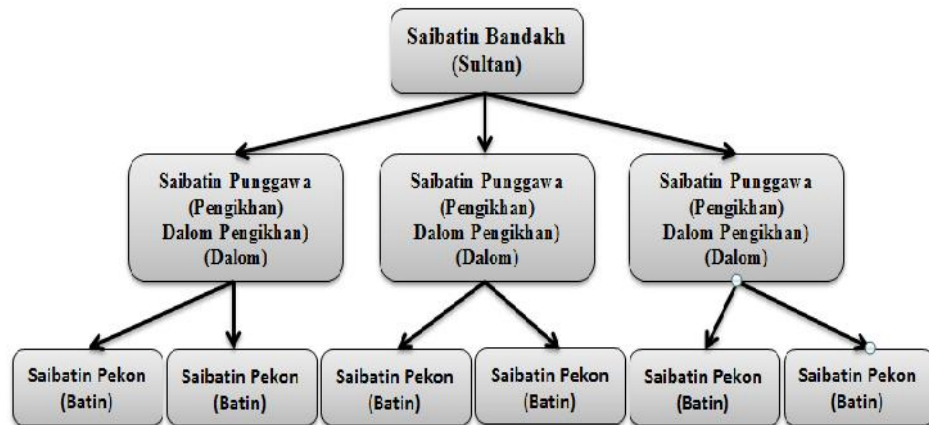 Saibatin Bandakh
(Sultan)
Saibatin Punggawa
(Pengikhan)
Dalom Pengikhan)
(Dalom)
Saibatin Punggawa
(Pengikhan)
Dalom Pengikhan)
(Dalom)
Saibatin Punggawa
(Pengikhan)
Dalom Pengikhan)
(Dalom)
Saibatin Pekon
(Batin)
Saibatin Pekon
(Batin)
Saibatin Pekon
(Batin)
Saibatin Pekon
(Batin)
Saibatin Pekon
(Batin)
Saibatin Pekon
(Batin)